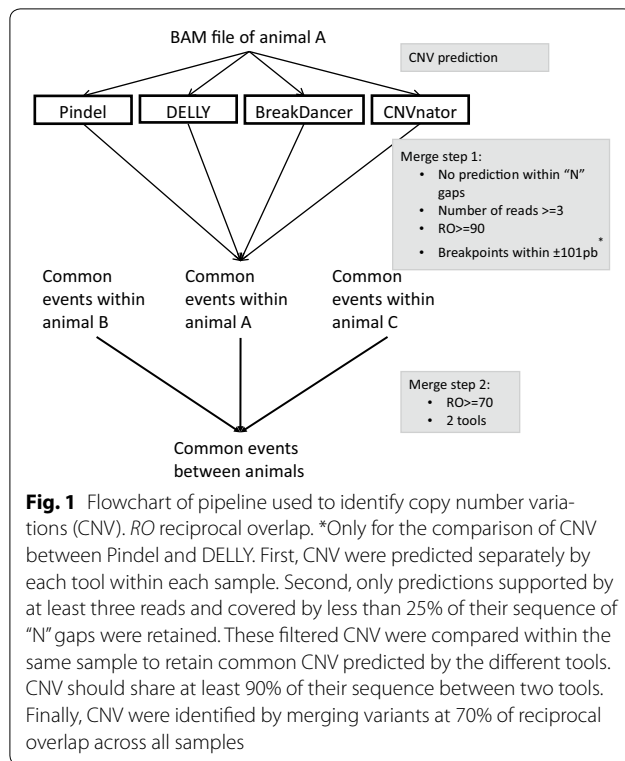 BAM file of animal A
CNV prediction
Pindel
DELLY
BreakDancer
CNVnator
Merge step 1:
• No prediction within “N”
gaps
• Number of reads >=3
• RO>=90
• Breakpoints within ±101pb*
Common
events within
animal B
Common
events within
animal A
Common
events within
animal C
Merge step 2:
• RO>=70
• 2 tools
Common events
between animals
Fig. 1 Flowchart of pipeline used to identify copy number varia-
tions (CNV). RO reciprocal overlap. *Only for the comparison of CNV
between Pindel and DELLY. First, CNV were predicted separately by
each tool within each sample. Second, only predictions supported by
at least three reads and covered by less than 25% of their sequence of
“N” gaps were retained. These filtered CNV were compared within the
same sample to retain common CNV predicted by the different tools.
CNV should share at least 90% of their sequence between two tools.
Finally, CNV were identified by merging variants at 70% of reciprocal
overlap across all samples